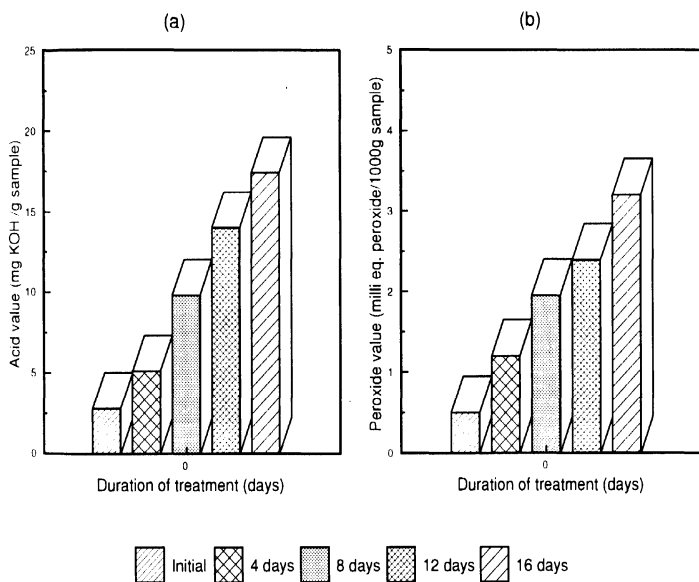 (a)
25
20
15
10
5
0
Acid value (mg KOH /g sample)
0
Duration of treatment (days)
(b)
5
4
3
2
1
0
Peroxide value (milli eq. peroxide/1000g sample)
0
Duration of treatment (days)
Initial
4 days
8 days
12 days
16 days